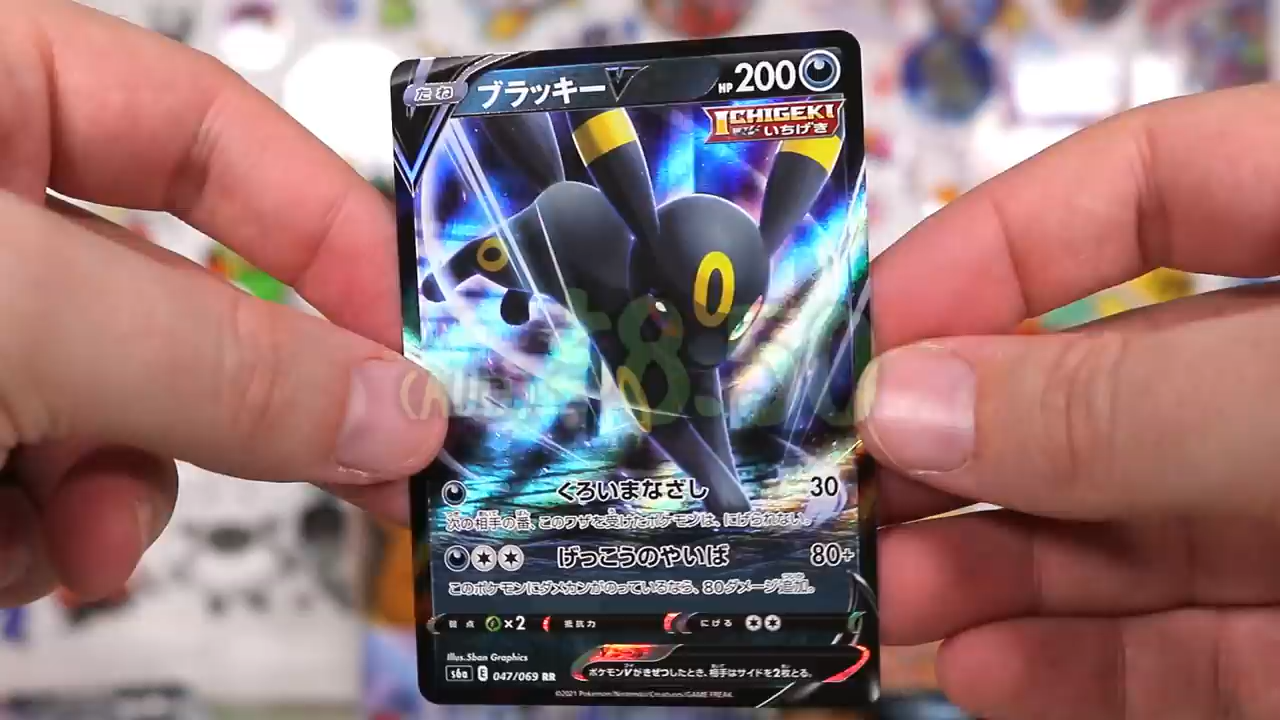 たね ブラッキーV HP200
ICHIGEKI
いちげき
くろいまなざし 30
次の相手の番、このワザを受けたポケモンは、にげられない。
げっこうのやいば 80+
このポケモンにダメカンがのっているなら、80ダメージ追加。
弱点 ×2 抵抗力 にげる
Illus.5ban Graphics
s6a E 047/069 RR
ポケモンVがきぜつしたとき、相手はサイドを2枚とる。
©2021 Pokémon/Nintendo/Creatures/GAME FREAK.